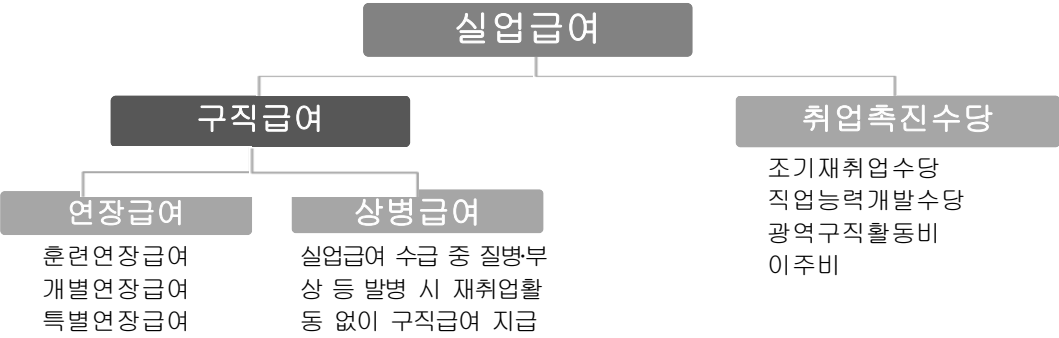 실업급여
구직급여
취업촉진수당
조기재취업수당
직업능력개발수당
광역구직활동비
이주비
연장급여
상병급여
훈련연장급여
개별연장급여
특별연장급여
실업급여 수급 중 질병·부
상 등 발병 시 재취업활
동 없이 구직급여 지급